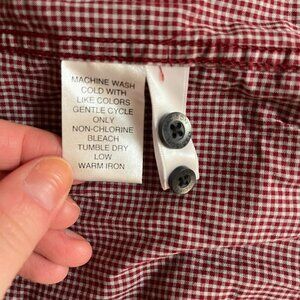 MACHINE WASH
COLD WITH
LIKE COLORS
GENTLE CYCLE
ONLY
NON-CHLORINE
BLEACH
TUMBLE DRY
LOW
WARM IRON